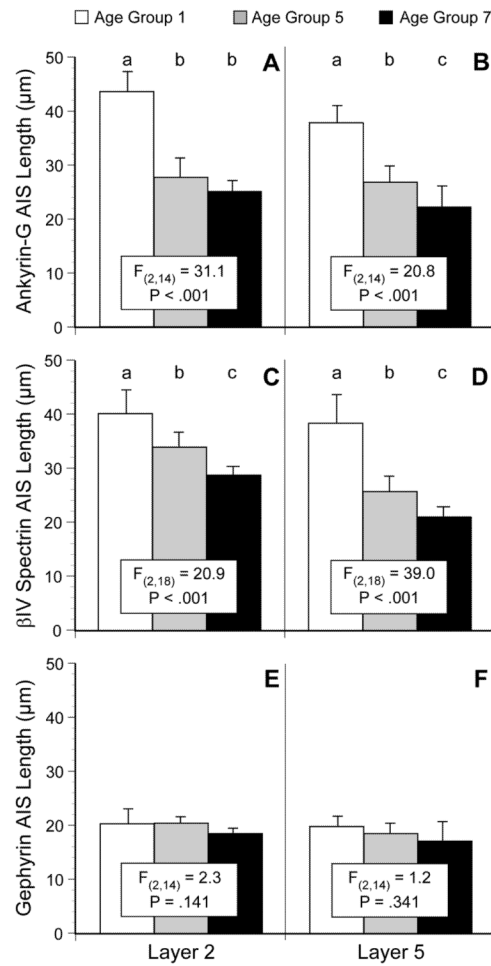 Age Group 1 Age Group 5 Age Group 7
50 a b b A a b c B
40
30
20
10
0
Ankyrin-G AIS Length (µm)
F(2,14) = 31.1
P < .001
F(2,14) = 20.8
P < .001
50 a b c C a b c D
40
30
20
10
0
βIV Spectrin AIS Length (µm)
F(2,18) = 20.9
P < .001
F(2,18) = 39.0
P < .001
50 E F
40
30
20
10
0
Gephyrin AIS Length (µm)
F(2,14) = 2.3
P = .141
F(2,14) = 1.2
P = .341
Layer 2 Layer 5